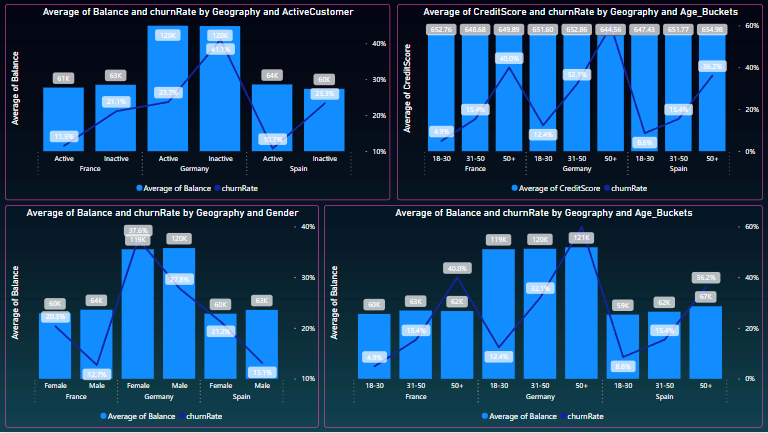 Average of Balance and churnRate by Geography and ActiveCustomer
Average of Balance
61K 63K 120K 120K 64K 60K
11.3% 21.1% 23.7% 41.1% 23.3%
40%
30%
20%
10%
Active Inactive Active Inactive Active Inactive
France Germany Spain
Average of Balance churnRate
Average of CreditScore and churnRate by Geography and Age_Buckets
Average of CreditScore
652.76 648.68 649.89 651.60 652.86 644.56 647.43 651.77 654.98
4.9% 15.4% 40.0% 12.4% 32.1% 8.6% 15.4% 36.2%
60%
40%
20%
0%
18-30 31-50 50+ 18-30 31-50 50+ 18-30 31-50 50+
France Germany Spain
Average of CreditScore churnRate
Average of Balance and churnRate by Geography and Gender
Average of Balance
60K 64K 119K 120K 60K 63K
20.3% 12.7% 37.6% 27.8% 21.2% 13.1%
40%
30%
20%
10%
Female Male Female Male Female Male
France Germany Spain
Average of Balance churnRate
Average of Balance and churnRate by Geography and Age_Buckets
Average of Balance
60K 63K 62K 119K 120K 121K 59K 62K 67K
4.9% 15.4% 40.0% 12.4% 32.1% 8.6% 15.4% 36.2%
60%
40%
20%
0%
18-30 31-50 50+ 18-30 31-50 50+ 18-30 31-50 50+
France Germany Spain
Average of Balance churnRate